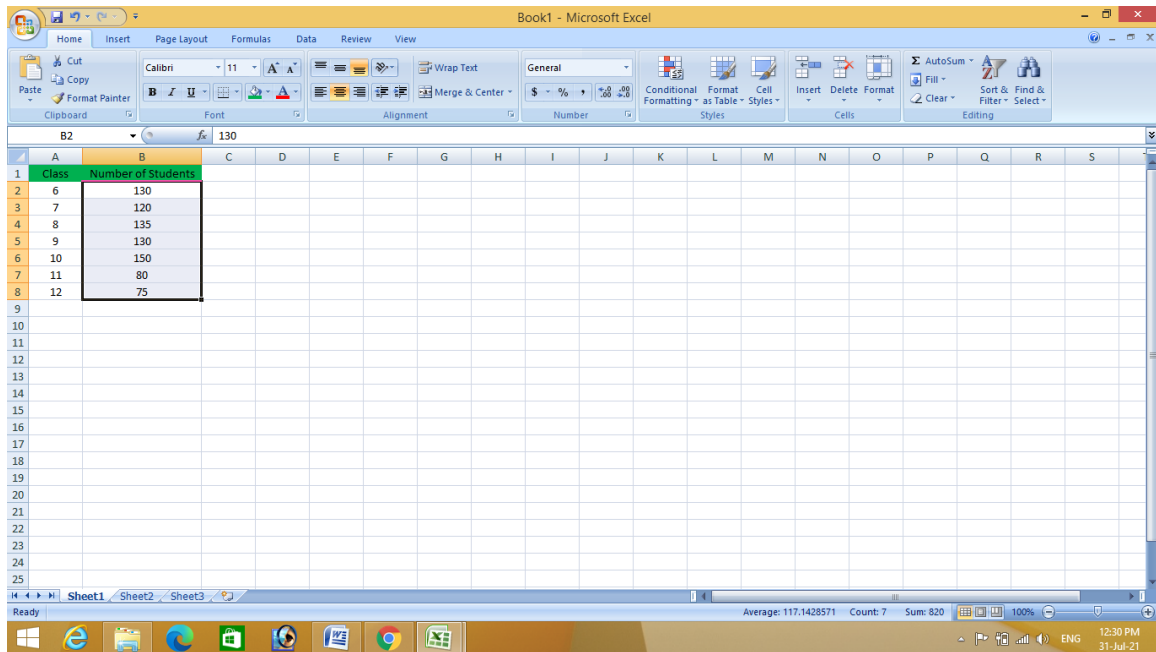 Book1 - Microsoft Excel
Home Insert Page Layout Formulas Data Review View
Paste
Cut
Copy
Format Painter
Clipboard
Calibri 11 A A
B I U A
Font
Wrap Text
Merge & Center
Alignment
General
$ % , .0 .00 .00 .0
Number
Conditional Formatting
Format as Table
Cell Styles
Styles
Insert Delete Format
Cells
Σ AutoSum
Fill
Clear
Sort & Filter
Find & Select
Editing
B2 fx 130
A B C D E F G H I J K L M N O P Q R S
1 Class Number of Students
2 6 130
3 7 120
4 8 135
5 9 130
6 10 150
7 11 80
8 12 75
9
10
11
12
13
14
15
16
17
18
19
20
21
22
23
24
25
Sheet1 Sheet2 Sheet3
Ready Average: 117.1428571 Count: 7 Sum: 820 100%
ENG 12:30 PM
31-Jul-21